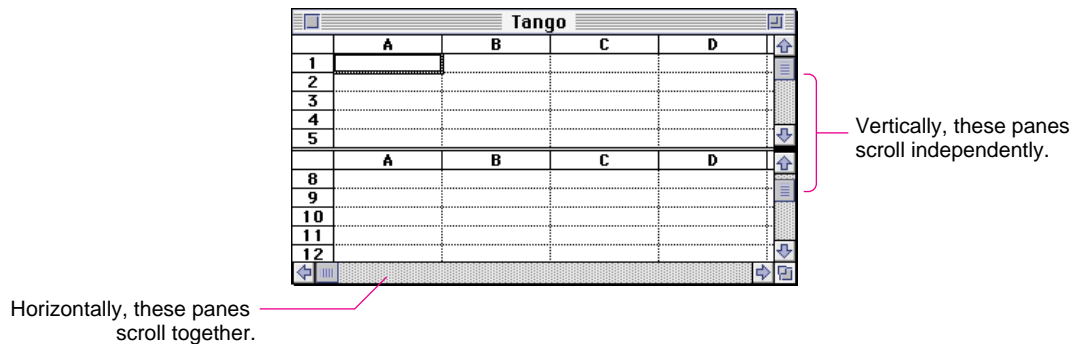 Tango
A B C D
1
2
3
4
5
A B C D
8
9
10
11
12
Vertically, these panes
scroll independently.
Horizontally, these panes
scroll together.